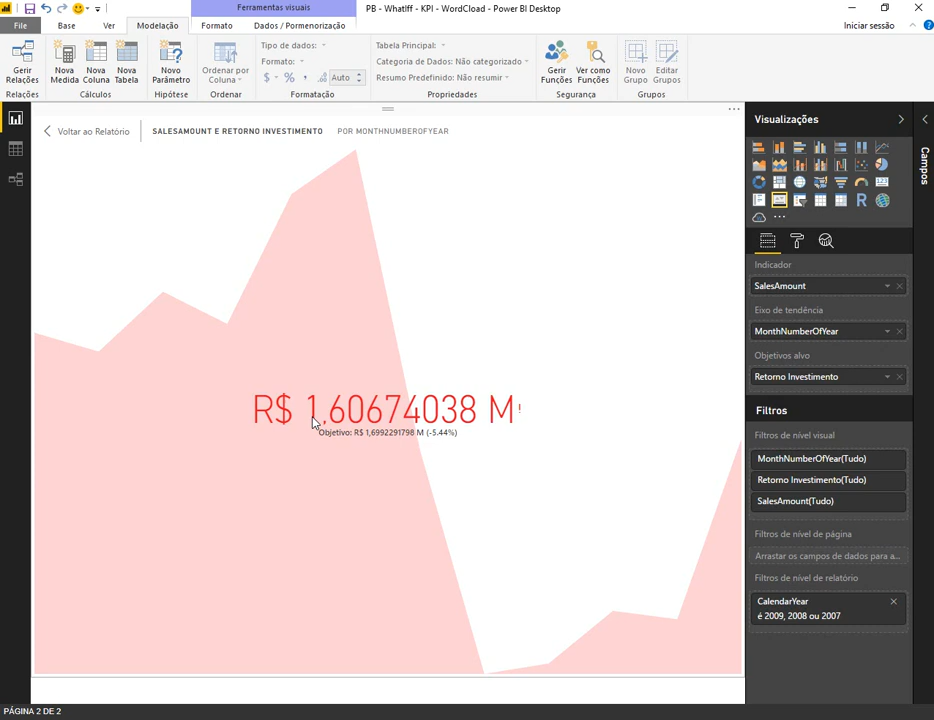 Ferramentas visuais
PB - WhatIff - KPI - WordCload - Power BI Desktop
File
Base
Ver
Modelação
Formato
Dados / Pormenorização
Iniciar sessão
Gerir Relações
Nova Medida
Nova Coluna
Nova Tabela
Novo Parâmetro
Ordenar por Coluna
Tipo de dados:
Formato:
$
%
,
Auto
Tabela Principal:
Categoria de Dados: Não categorizado
Resumo Predefinido: Não resumir
Gerir Funções
Ver como Funções
Novo Grupo
Editar Grupos
Relações
Cálculos
Hipótese
Ordenar
Formatação
Propriedades
Segurança
Grupos
Voltar ao Relatório
SALESAMOUNT E RETORNO INVESTIMENTO
POR MONTHNUMBEROFYEAR
R$ 1,60674038 M!
Objetivo: R$ 1,6992291798 M (-5.44%)
Visualizações
Campos
R
Indicador
SalesAmount
Eixo de tendência
MonthNumberOfYear
Objetivos alvo
Retorno Investimento
Filtros
Filtros de nível visual
MonthNumberOfYear(Tudo)
Retorno Investimento(Tudo)
SalesAmount(Tudo)
Filtros de nível de página
Arrastar os campos de dados para a...
Filtros de nível de relatório
CalendarYear
é 2009, 2008 ou 2007
PÁGINA 2 DE 2